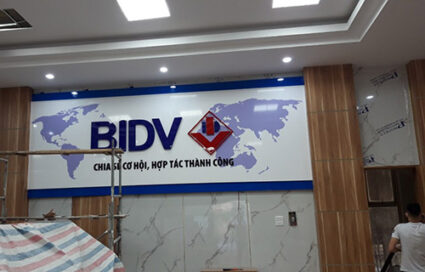 BIDV
CHIA SẺ CƠ HỘI, HỢP TÁC THÀNH CÔNG